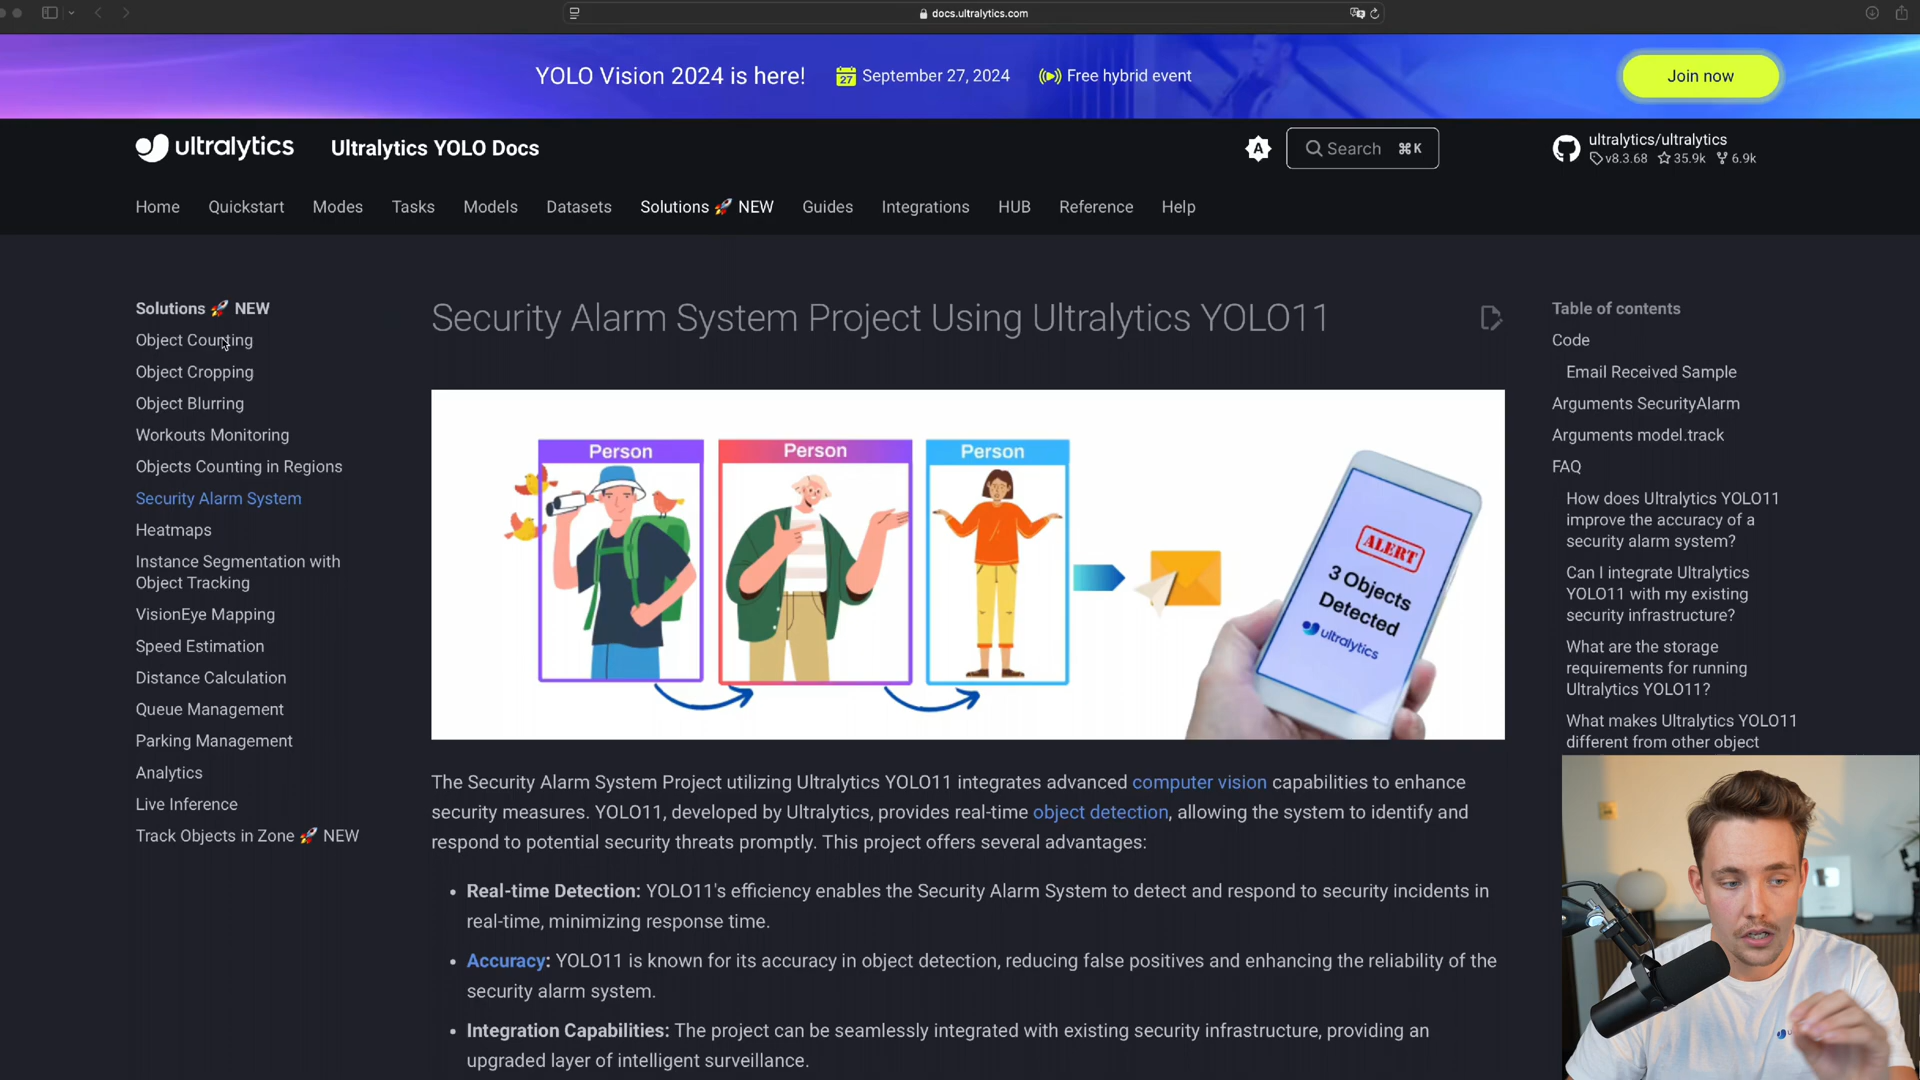 docs.ultralytics.com
YOLO Vision 2024 is here!
27
September 27, 2024
Free hybrid event
Join now
ultralytics
Ultralytics YOLO Docs
A
Search ⌘K
ultralytics/ultralytics
v8.3.68 35.9k 6.9k
Home Quickstart Modes Tasks Models Datasets Solutions 🚀 NEW Guides Integrations HUB Reference Help
Solutions 🚀 NEW
Object Counting
Object Cropping
Object Blurring
Workouts Monitoring
Objects Counting in Regions
Security Alarm System
Heatmaps
Instance Segmentation with
Object Tracking
VisionEye Mapping
Speed Estimation
Distance Calculation
Queue Management
Parking Management
Analytics
Live Inference
Track Objects in Zone 🚀 NEW
Security Alarm System Project Using Ultralytics YOLO11
Person
Person
Person
ALERT
3 Objects
Detected
ultralytics
The Security Alarm System Project utilizing Ultralytics YOLO11 integrates advanced computer vision capabilities to enhance
security measures. YOLO11, developed by Ultralytics, provides real-time object detection, allowing the system to identify and
respond to potential security threats promptly. This project offers several advantages:
• Real-time Detection: YOLO11's efficiency enables the Security Alarm System to detect and respond to security incidents in
real-time, minimizing response time.
• Accuracy: YOLO11 is known for its accuracy in object detection, reducing false positives and enhancing the reliability of the
security alarm system.
• Integration Capabilities: The project can be seamlessly integrated with existing security infrastructure, providing an
upgraded layer of intelligent surveillance.
Table of contents
Code
Email Received Sample
Arguments SecurityAlarm
Arguments model.track
FAQ
How does Ultralytics YOLO11
improve the accuracy of a
security alarm system?
Can I integrate Ultralytics
YOLO11 with my existing
security infrastructure?
What are the storage
requirements for running
Ultralytics YOLO11?
What makes Ultralytics YOLO11
different from other object